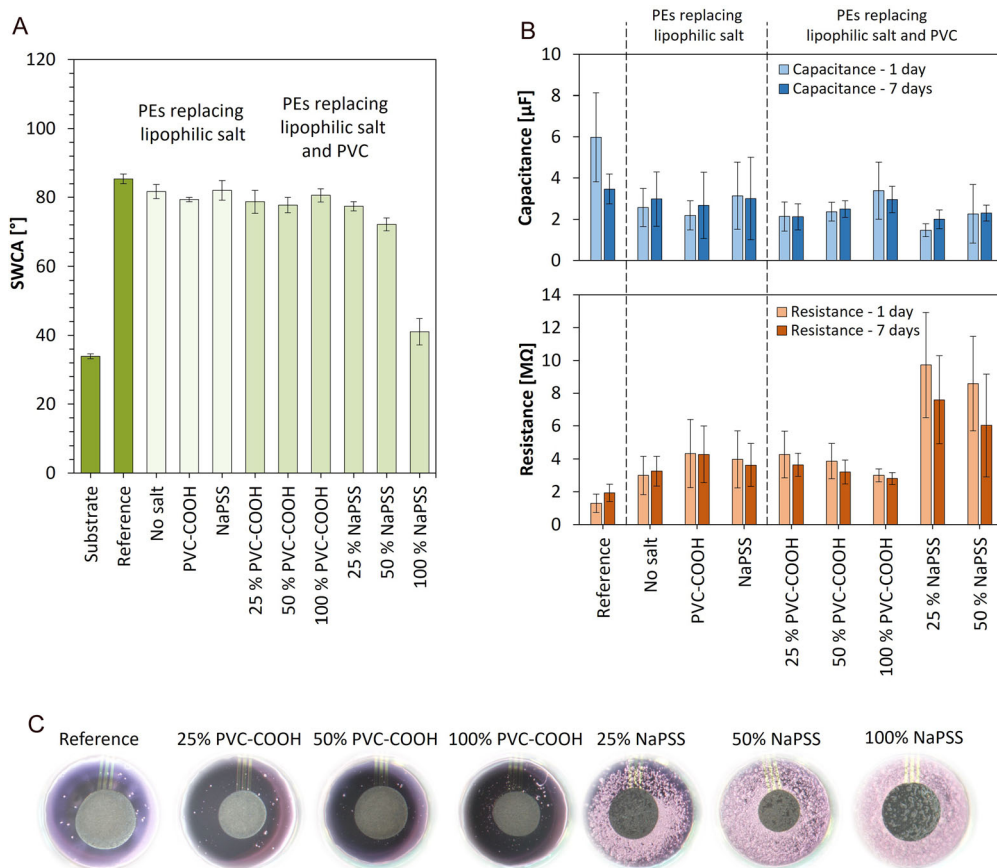 A
120
100
80
60
40
20
0
SWCA [°]
PEs replacing
lipophilic salt
PEs replacing
lipophilic salt
and PVC
Substrate
Reference
No salt
PVC-COOH
NaPSS
25 % PVC-COOH
50 % PVC-COOH
100 % PVC-COOH
25 % NaPSS
50 % NaPSS
100 % NaPSS
B
PEs replacing
lipophilic salt
PEs replacing
lipophilic salt and PVC
10
8
6
4
2
0
Capacitance [µF]
Capacitance - 1 day
Capacitance - 7 days
14
12
10
8
6
4
2
0
Resistance [MΩ]
Resistance - 1 day
Resistance - 7 days
Reference
No salt
PVC-COOH
NaPSS
25 % PVC-COOH
50 % PVC-COOH
100 % PVC-COOH
25 % NaPSS
50 % NaPSS
C
Reference
25% PVC-COOH
50% PVC-COOH
100% PVC-COOH
25% NaPSS
50% NaPSS
100% NaPSS